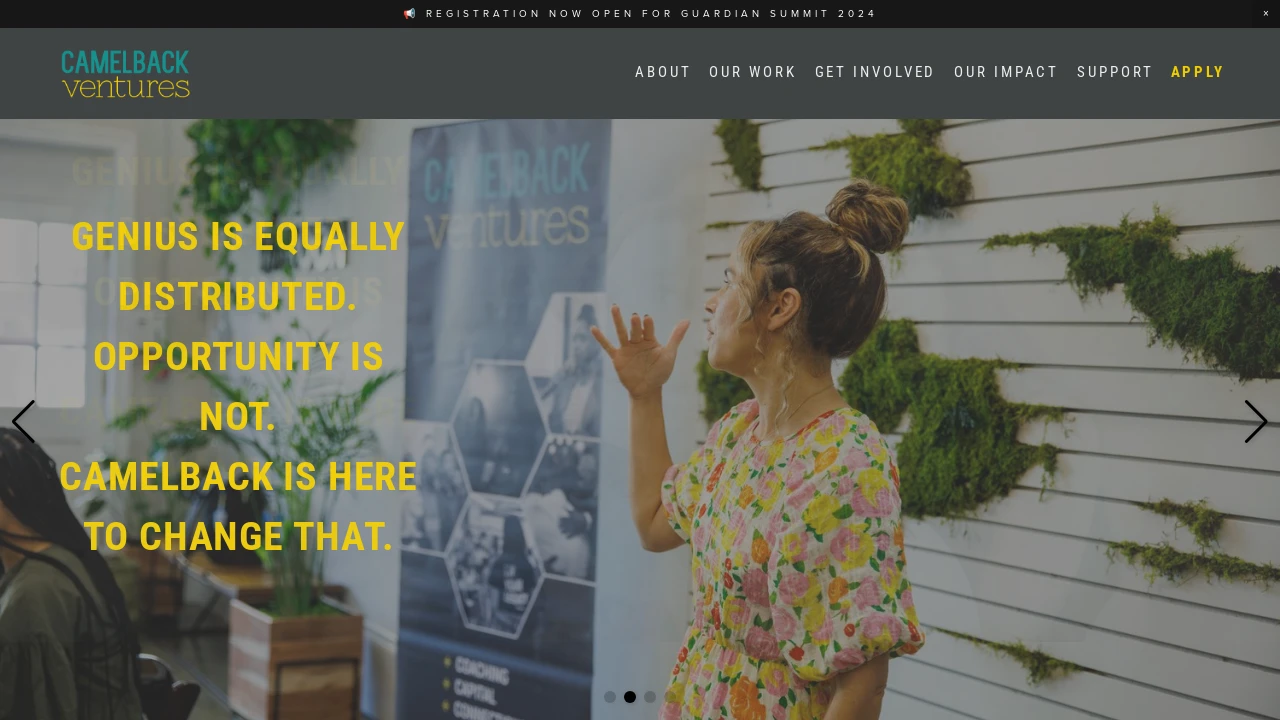 📢 REGISTRATION NOW OPEN FOR GUARDIAN SUMMIT 2024
×
CAMELBACK
ventures
ABOUT OUR WORK GET INVOLVED OUR IMPACT SUPPORT APPLY
CAMELBACK
ventures
GENIUS IS EQUALLY
DISTRIBUTED.
OPPORTUNITY IS
NOT.
CAMELBACK IS HERE
TO CHANGE THAT.
COACHING
CAPITAL